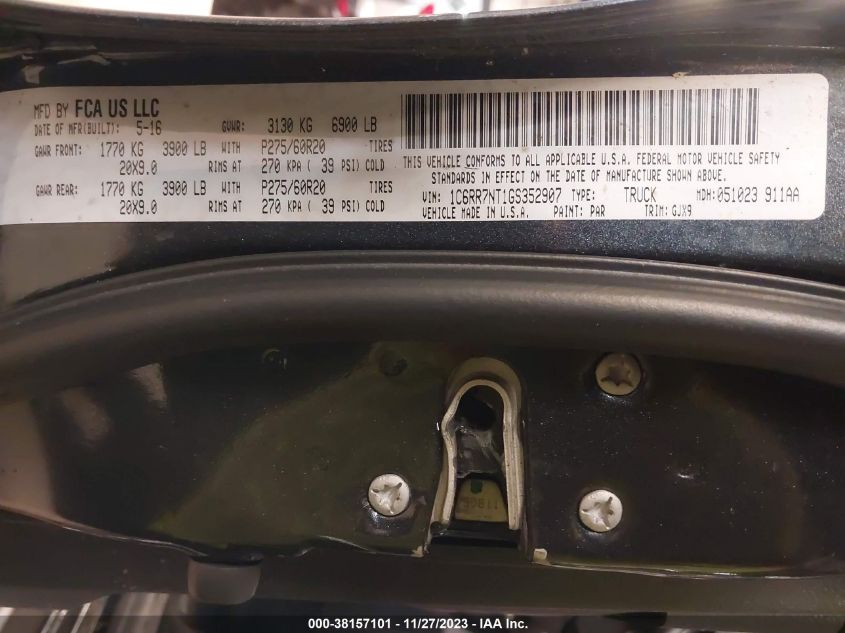 MFD BY FCA US LLC
DATE OF MFR(BUILT): 5-16 GVWR: 3130 KG 6900 LB
GAWR FRONT: 1770 KG 3900 LB WITH P275/60R20 TIRES
20X9.0 RIMS AT 270 KPA ( 39 PSI) COLD
GAWR REAR: 1770 KG 3900 LB WITH P275/60R20 TIRES
20X9.0 RIMS AT 270 KPA ( 39 PSI) COLD
THIS VEHICLE CONFORMS TO ALL APPLICABLE U.S.A. FEDERAL MOTOR VEHICLE SAFETY
STANDARDS IN EFFECT ON THE DATE OF MANUFACTURE SHOWN ABOVE.
VIN: 1C6RR7NT1GS352907 TYPE: TRUCK MDH:051023 911AA
VEHICLE MADE IN U.S.A. PAINT: PAR TRIM: GJX9
000-38157101 - 11/27/2023 - IAA Inc.